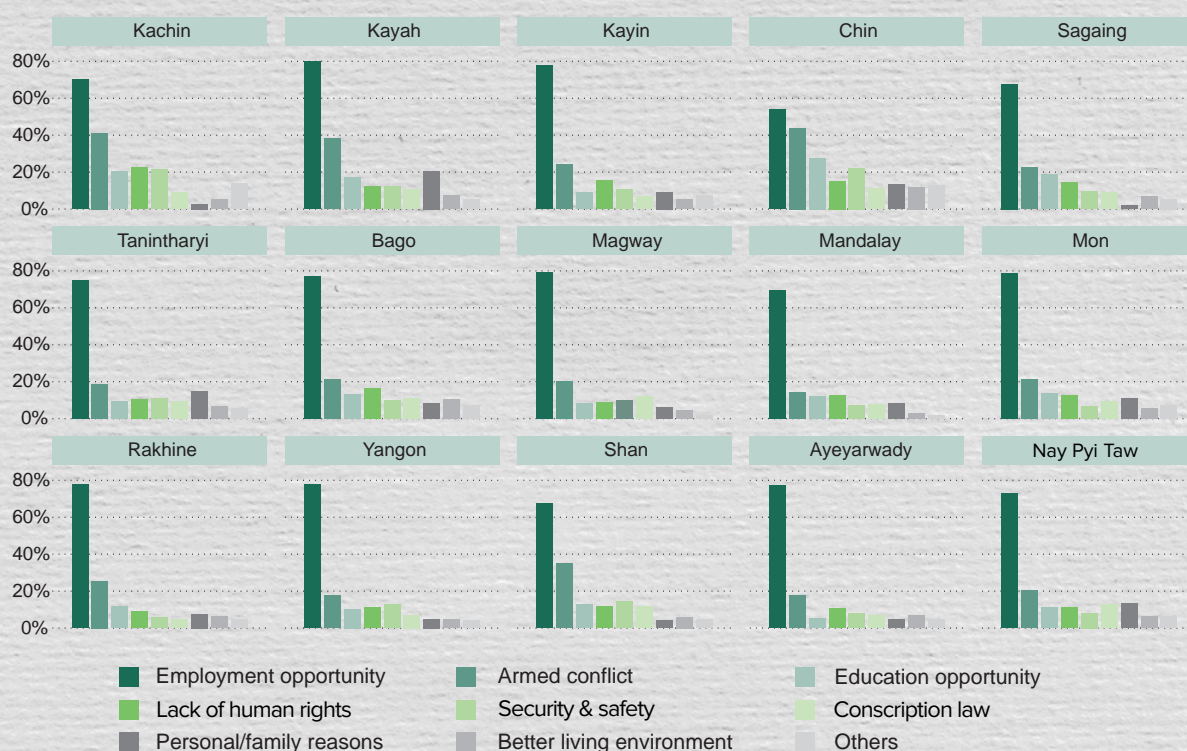 Kachin Kayah Kayin Chin Sagaing
80%
60%
40%
20%
0%
Tanintharyi Bago Magway Mandalay Mon
80%
60%
40%
20%
0%
Rakhine Yangon Shan Ayeyarwady Nay Pyi Taw
80%
60%
40%
20%
0%
Employment opportunity Armed conflict Education opportunity
Lack of human rights Security & safety Conscription law
Personal/family reasons Better living environment Others